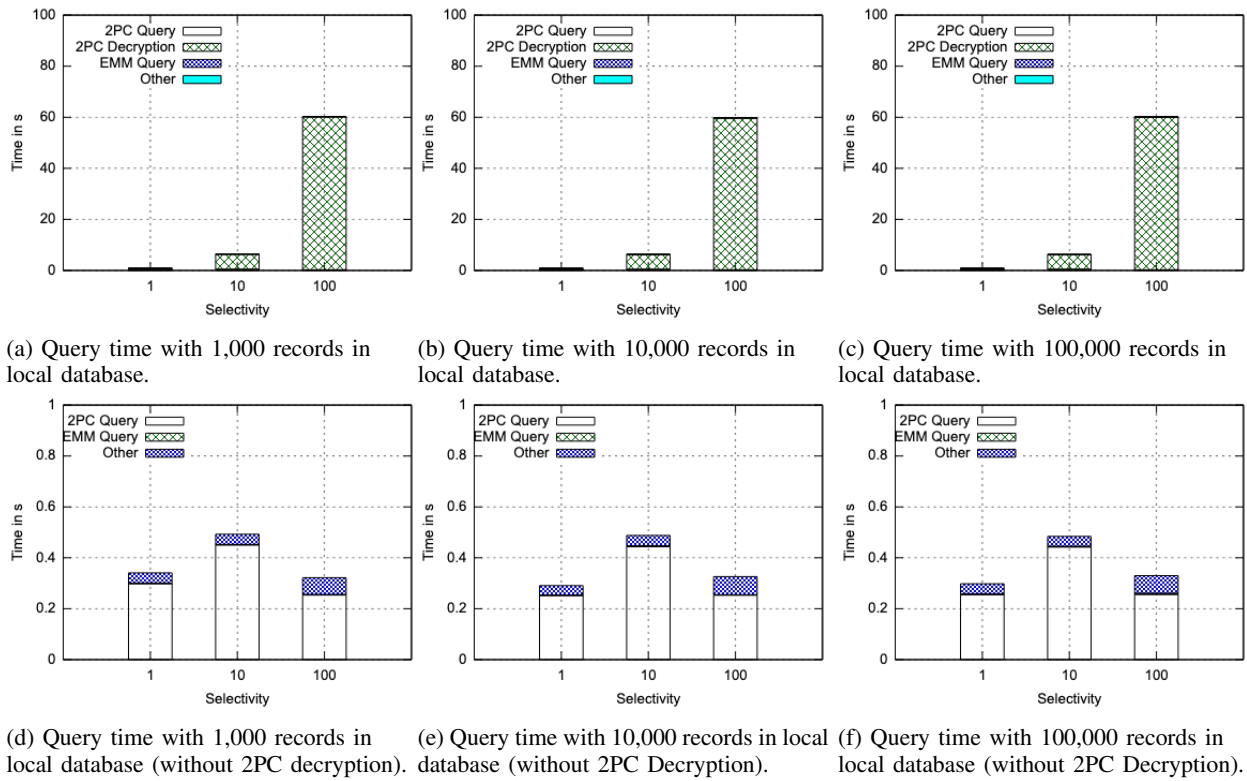 100
80
60
40
20
0
Time in s
2PC Query
2PC Decryption
EMM Query
Other
1 10 100
Selectivity
100
80
60
40
20
0
Time in s
2PC Query
2PC Decryption
EMM Query
Other
1 10 100
Selectivity
100
80
60
40
20
0
Time in s
2PC Query
2PC Decryption
EMM Query
Other
1 10 100
Selectivity
(a) Query time with 1,000 records in
local database.
(b) Query time with 10,000 records in
local database.
(c) Query time with 100,000 records in
local database.
1
0.8
0.6
0.4
0.2
0
Time in s
2PC Query
EMM Query
Other
1 10 100
Selectivity
1
0.8
0.6
0.4
0.2
0
Time in s
2PC Query
EMM Query
Other
1 10 100
Selectivity
1
0.8
0.6
0.4
0.2
0
Time in s
2PC Query
EMM Query
Other
1 10 100
Selectivity
(d) Query time with 1,000 records in
local database (without 2PC decryption).
(e) Query time with 10,000 records in local
database (without 2PC Decryption).
(f) Query time with 100,000 records in
local database (without 2PC Decryption).